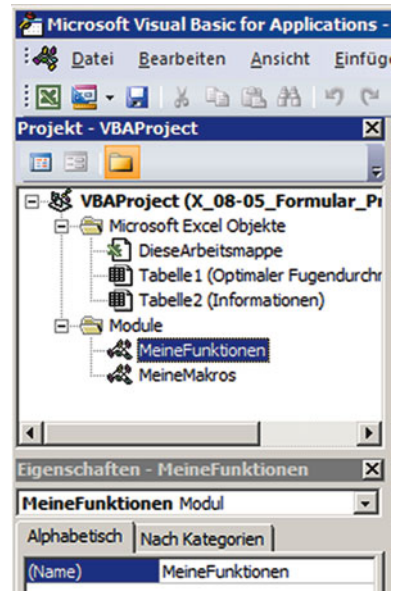 Microsoft Visual Basic for Applications -
Datei Bearbeiten Ansicht Einfüg
Projekt - VBAProject
VBAProject (X_08-05_Formular_Pr
Microsoft Excel Objekte
DieseArbeitsmappe
Tabelle1 (Optimaler Fugendurchr
Tabelle2 (Informationen)
Module
MeineFunktionen
MeineMakros
Eigenschaften - MeineFunktionen
MeineFunktionen Modul
Alphabetisch Nach Kategorien
(Name) MeineFunktionen